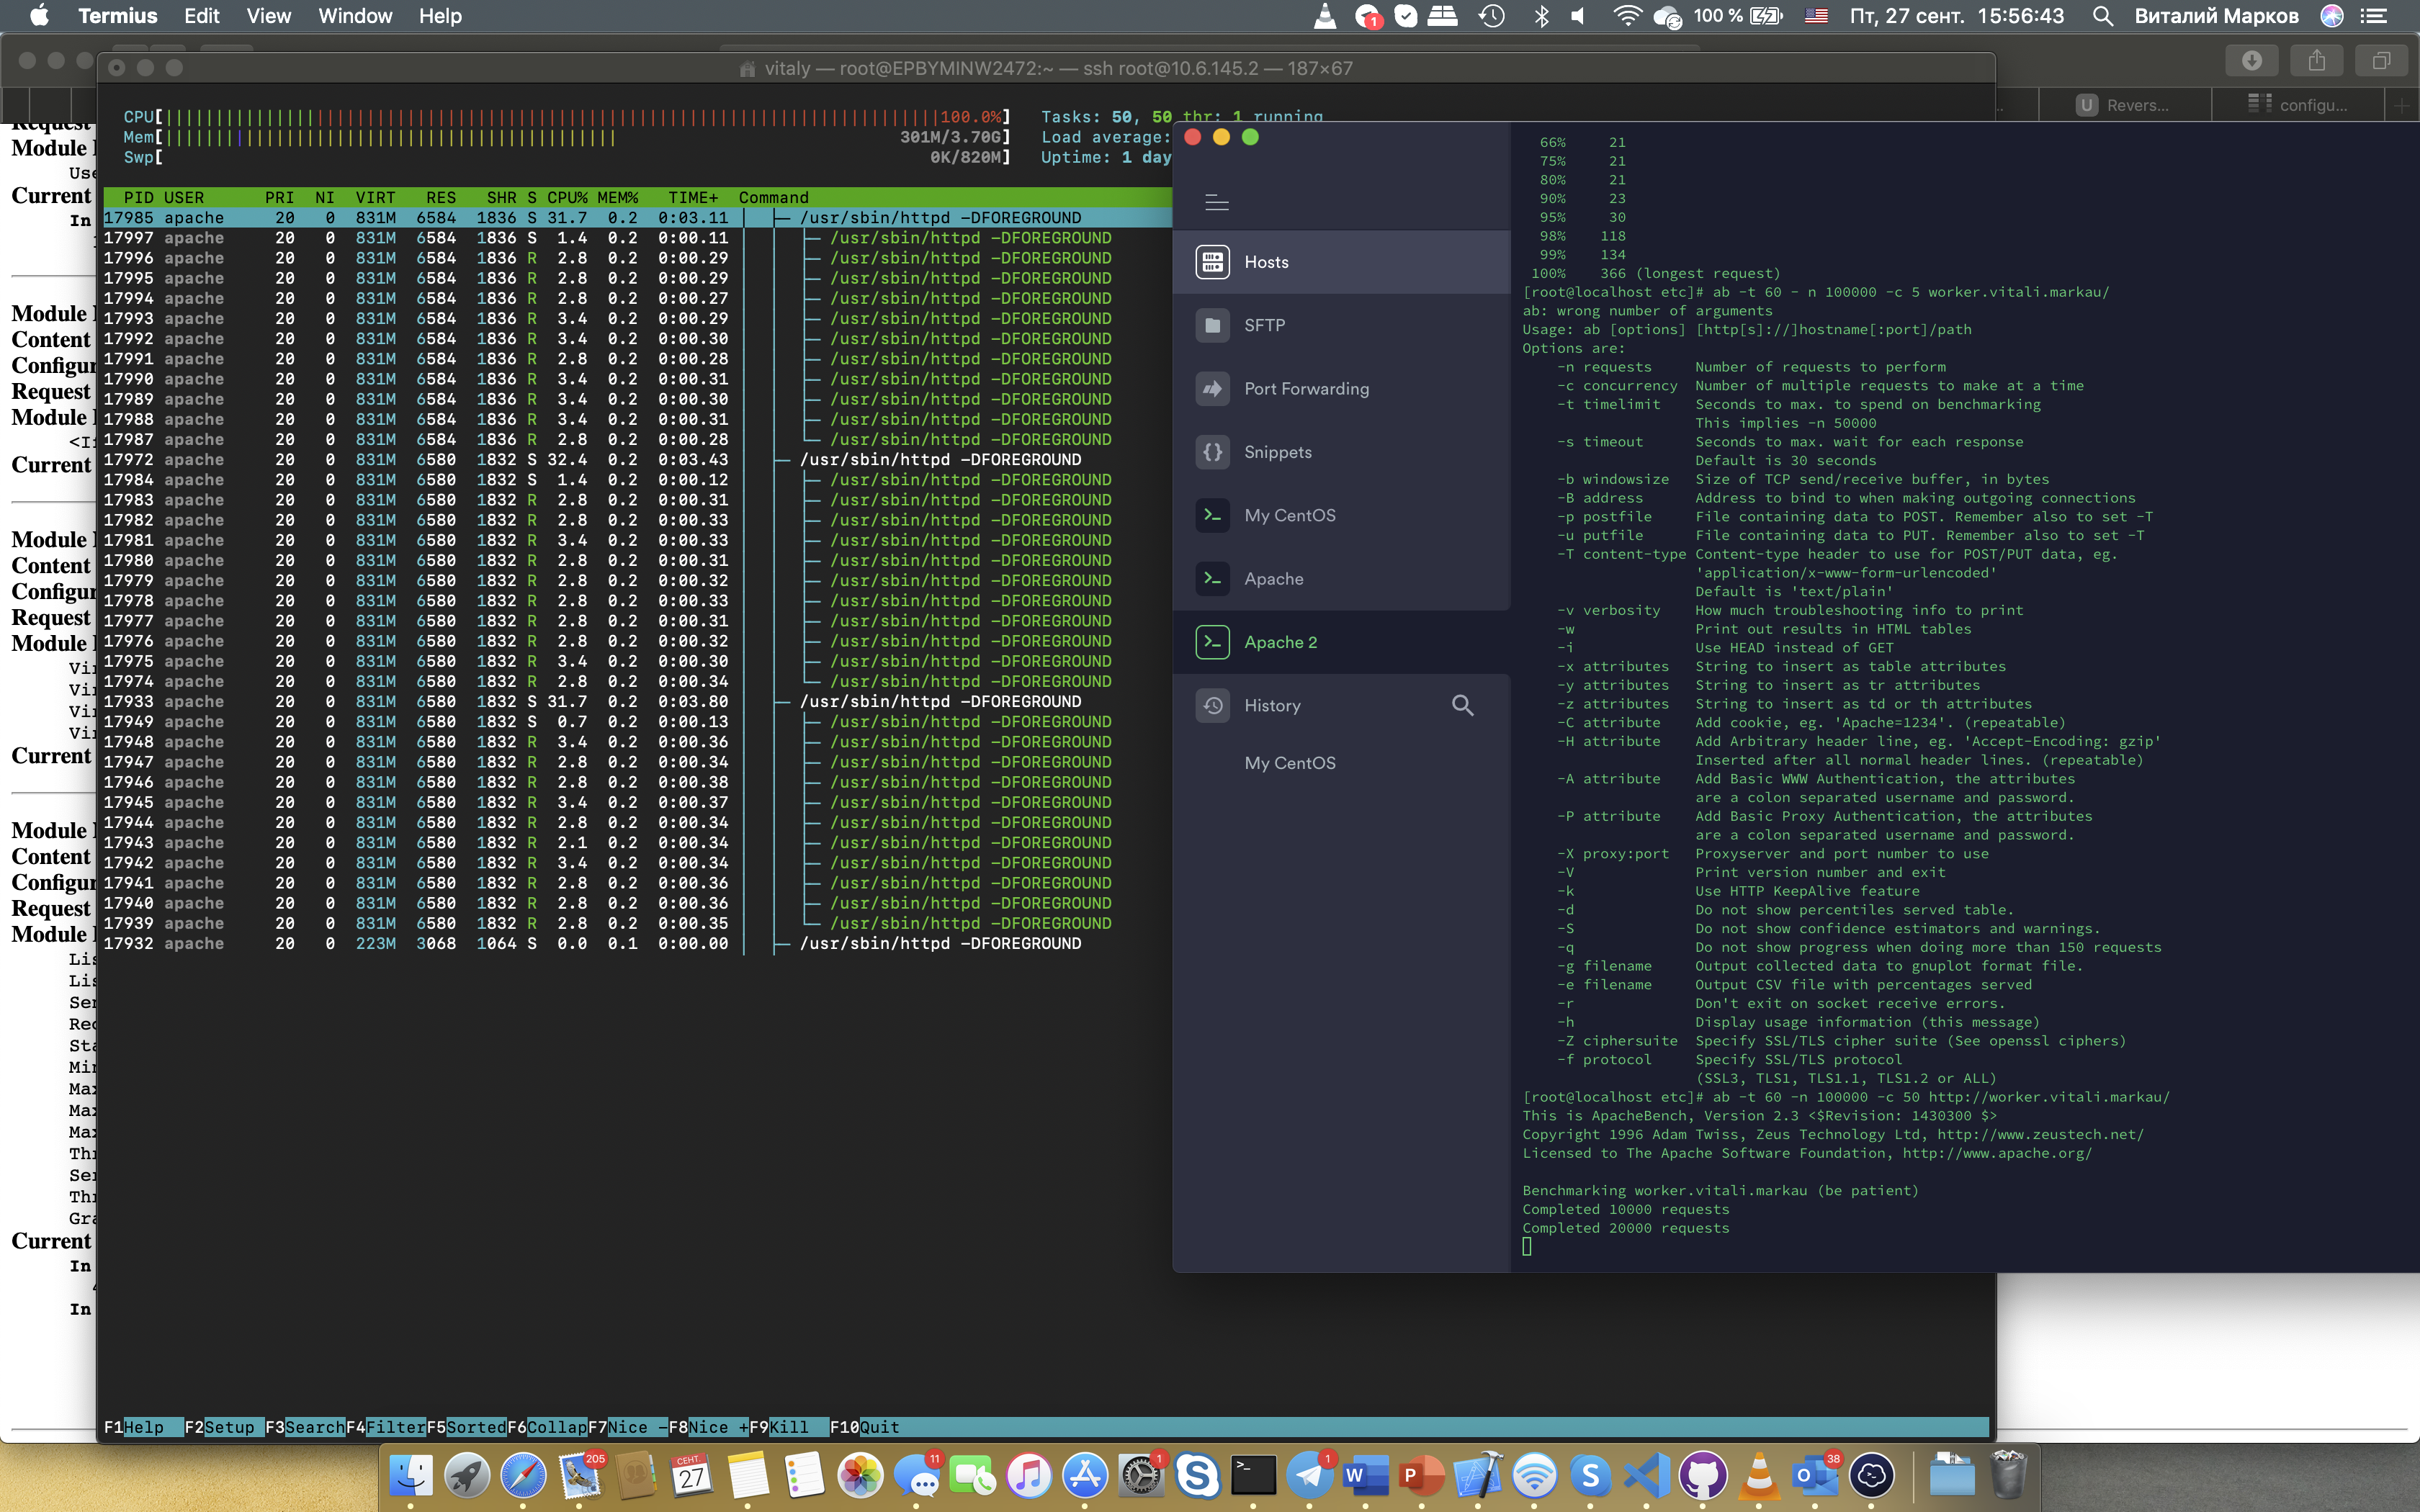 Termius Edit View Window Help
1 100 % Пт, 27 сент. 15:56:43 Виталий Марков
vitaly — root@EPBYMINW2472:~ — ssh root@10.6.145.2 — 187×67
U Revers... configu...
Request
Module
Use
Current
In
Module
Content
Configur
Request
Module
<I
Current
Module
Content
Configur
Request
Module
Vi
Vi
Vi
Vi
Current
Module
Content
Configur
Request
Module
Lis
Lis
Ser
Req
Sta
Min
Max
Max
Max
Thr
Ser
Thr
Gra
Current
In
In
CPU[ 100.0%] Tasks: 50, 50 thr; 1 running
Mem[ 301M/3.70G] Load average:
Swp[ 0K/820M] Uptime: 1 day
PID USER PRI NI VIRT RES SHR S CPU% MEM% TIME+ Command
17985 apache 20 0 831M 6584 1836 S 31.7 0.2 0:03.11 │ ├─ /usr/sbin/httpd -DFOREGROUND
17997 apache 20 0 831M 6584 1836 S 1.4 0.2 0:00.11 │ │ ├─ /usr/sbin/httpd -DFOREGROUND
17996 apache 20 0 831M 6584 1836 R 2.8 0.2 0:00.29 │ │ ├─ /usr/sbin/httpd -DFOREGROUND
17995 apache 20 0 831M 6584 1836 R 2.8 0.2 0:00.29 │ │ ├─ /usr/sbin/httpd -DFOREGROUND
17994 apache 20 0 831M 6584 1836 R 2.8 0.2 0:00.27 │ │ ├─ /usr/sbin/httpd -DFOREGROUND
17993 apache 20 0 831M 6584 1836 R 3.4 0.2 0:00.29 │ │ ├─ /usr/sbin/httpd -DFOREGROUND
17992 apache 20 0 831M 6584 1836 R 3.4 0.2 0:00.30 │ │ ├─ /usr/sbin/httpd -DFOREGROUND
17991 apache 20 0 831M 6584 1836 R 2.8 0.2 0:00.28 │ │ ├─ /usr/sbin/httpd -DFOREGROUND
17990 apache 20 0 831M 6584 1836 R 3.4 0.2 0:00.31 │ │ ├─ /usr/sbin/httpd -DFOREGROUND
17989 apache 20 0 831M 6584 1836 R 3.4 0.2 0:00.30 │ │ ├─ /usr/sbin/httpd -DFOREGROUND
17988 apache 20 0 831M 6584 1836 R 3.4 0.2 0:00.31 │ │ ├─ /usr/sbin/httpd -DFOREGROUND
17987 apache 20 0 831M 6584 1836 R 2.8 0.2 0:00.28 │ │ └─ /usr/sbin/httpd -DFOREGROUND
17972 apache 20 0 831M 6580 1832 S 32.4 0.2 0:03.43 │ ├─ /usr/sbin/httpd -DFOREGROUND
17984 apache 20 0 831M 6580 1832 S 1.4 0.2 0:00.12 │ │ ├─ /usr/sbin/httpd -DFOREGROUND
17983 apache 20 0 831M 6580 1832 R 2.8 0.2 0:00.31 │ │ ├─ /usr/sbin/httpd -DFOREGROUND
17982 apache 20 0 831M 6580 1832 R 2.8 0.2 0:00.33 │ │ ├─ /usr/sbin/httpd -DFOREGROUND
17981 apache 20 0 831M 6580 1832 R 3.4 0.2 0:00.33 │ │ ├─ /usr/sbin/httpd -DFOREGROUND
17980 apache 20 0 831M 6580 1832 R 2.8 0.2 0:00.31 │ │ ├─ /usr/sbin/httpd -DFOREGROUND
17979 apache 20 0 831M 6580 1832 R 2.8 0.2 0:00.32 │ │ ├─ /usr/sbin/httpd -DFOREGROUND
17978 apache 20 0 831M 6580 1832 R 2.8 0.2 0:00.33 │ │ ├─ /usr/sbin/httpd -DFOREGROUND
17977 apache 20 0 831M 6580 1832 R 2.8 0.2 0:00.31 │ │ ├─ /usr/sbin/httpd -DFOREGROUND
17976 apache 20 0 831M 6580 1832 R 2.8 0.2 0:00.32 │ │ ├─ /usr/sbin/httpd -DFOREGROUND
17975 apache 20 0 831M 6580 1832 R 3.4 0.2 0:00.30 │ │ ├─ /usr/sbin/httpd -DFOREGROUND
17974 apache 20 0 831M 6580 1832 R 2.8 0.2 0:00.34 │ │ └─ /usr/sbin/httpd -DFOREGROUND
17933 apache 20 0 831M 6580 1832 S 31.7 0.2 0:03.80 │ ├─ /usr/sbin/httpd -DFOREGROUND
17949 apache 20 0 831M 6580 1832 S 0.7 0.2 0:00.13 │ │ ├─ /usr/sbin/httpd -DFOREGROUND
17948 apache 20 0 831M 6580 1832 R 3.4 0.2 0:00.36 │ │ ├─ /usr/sbin/httpd -DFOREGROUND
17947 apache 20 0 831M 6580 1832 R 2.8 0.2 0:00.34 │ │ ├─ /usr/sbin/httpd -DFOREGROUND
17946 apache 20 0 831M 6580 1832 R 2.8 0.2 0:00.38 │ │ ├─ /usr/sbin/httpd -DFOREGROUND
17945 apache 20 0 831M 6580 1832 R 3.4 0.2 0:00.37 │ │ ├─ /usr/sbin/httpd -DFOREGROUND
17944 apache 20 0 831M 6580 1832 R 2.8 0.2 0:00.34 │ │ ├─ /usr/sbin/httpd -DFOREGROUND
17943 apache 20 0 831M 6580 1832 R 2.1 0.2 0:00.34 │ │ ├─ /usr/sbin/httpd -DFOREGROUND
17942 apache 20 0 831M 6580 1832 R 3.4 0.2 0:00.34 │ │ ├─ /usr/sbin/httpd -DFOREGROUND
17941 apache 20 0 831M 6580 1832 R 2.8 0.2 0:00.36 │ │ ├─ /usr/sbin/httpd -DFOREGROUND
17940 apache 20 0 831M 6580 1832 R 2.8 0.2 0:00.36 │ │ ├─ /usr/sbin/httpd -DFOREGROUND
17939 apache 20 0 831M 6580 1832 R 2.8 0.2 0:00.35 │ │ └─ /usr/sbin/httpd -DFOREGROUND
17932 apache 20 0 223M 3068 1064 S 0.0 0.1 0:00.00 │ ├─ /usr/sbin/httpd -DFOREGROUND
F1Help F2Setup F3SearchF4FilterF5SortedF6CollapF7Nice -F8Nice +F9Kill F10Quit
Hosts
SFTP
Port Forwarding
Snippets
My CentOS
Apache
Apache 2
History
My CentOS
66% 21
75% 21
80% 21
90% 23
95% 30
98% 118
99% 134
100% 366 (longest request)
[root@localhost etc]# ab -t 60 - n 100000 -c 5 worker.vitali.markau/
ab: wrong number of arguments
Usage: ab [options] [http[s]://]hostname[:port]/path
Options are:
-n requests Number of requests to perform
-c concurrency Number of multiple requests to make at a time
-t timelimit Seconds to max. to spend on benchmarking
This implies -n 50000
-s timeout Seconds to max. wait for each response
Default is 30 seconds
-b windowsize Size of TCP send/receive buffer, in bytes
-B address Address to bind to when making outgoing connections
-p postfile File containing data to POST. Remember also to set -T
-u putfile File containing data to PUT. Remember also to set -T
-T content-type Content-type header to use for POST/PUT data, eg.
'application/x-www-form-urlencoded'
Default is 'text/plain'
-v verbosity How much troubleshooting info to print
-w Print out results in HTML tables
-i Use HEAD instead of GET
-x attributes String to insert as table attributes
-y attributes String to insert as tr attributes
-z attributes String to insert as td or th attributes
-C attribute Add cookie, eg. 'Apache=1234'. (repeatable)
-H attribute Add Arbitrary header line, eg. 'Accept-Encoding: gzip'
Inserted after all normal header lines. (repeatable)
-A attribute Add Basic WWW Authentication, the attributes
are a colon separated username and password.
-P attribute Add Basic Proxy Authentication, the attributes
are a colon separated username and password.
-X proxy:port Proxyserver and port number to use
-V Print version number and exit
-k Use HTTP KeepAlive feature
-d Do not show percentiles served table.
-S Do not show confidence estimators and warnings.
-q Do not show progress when doing more than 150 requests
-g filename Output collected data to gnuplot format file.
-e filename Output CSV file with percentages served
-r Don't exit on socket receive errors.
-h Display usage information (this message)
-Z ciphersuite Specify SSL/TLS cipher suite (See openssl ciphers)
-f protocol Specify SSL/TLS protocol
(SSL3, TLS1, TLS1.1, TLS1.2 or ALL)
[root@localhost etc]# ab -t 60 -n 100000 -c 50 http://worker.vitali.markau/
This is ApacheBench, Version 2.3 <$Revision: 1430300 $>
Copyright 1996 Adam Twiss, Zeus Technology Ltd, http://www.zeustech.net/
Licensed to The Apache Software Foundation, http://www.apache.org/
Benchmarking worker.vitali.markau (be patient)
Completed 10000 requests
Completed 20000 requests
205 СЕНТ. 27 11 1 1 38